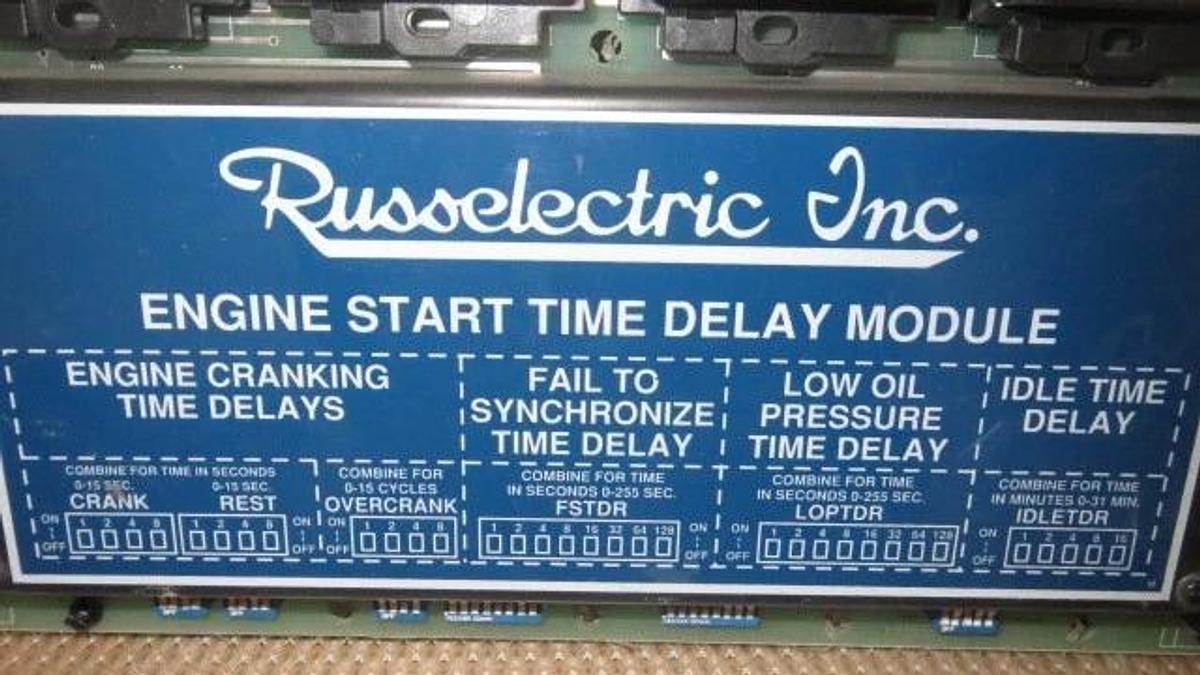 Russelectric Inc.
ENGINE START TIME DELAY MODULE
ENGINE CRANKING
TIME DELAYS
COMBINE FOR TIME IN SECONDS
0-15 SEC.
CRANK
ON
OFF
1 2 4 8
0-15 SEC
REST
1 2 4 8
ON
OFF
COMBINE FOR
0-15 CYCLES
OVERCRANK
ON
OFF
1 2 4 8
FAIL TO
SYNCHRONIZE
TIME DELAY
COMBINE FOR TIME
IN SECONDS 0-255 SEC.
FSTDR
1 2 4 8 16 32 64 128
ON
OFF
LOW OIL
PRESSURE
TIME DELAY
COMBINE FOR TIME
IN SECONDS 0-255 SEC.
LOPTDR
ON
OFF
1 2 4 8 16 32 64 128
IDLE TIME
DELAY
COMBINE FOR TIME
IN MINUTES 0-31 MIN.
IDLETDR
ON
OFF
1 2 4 8 16